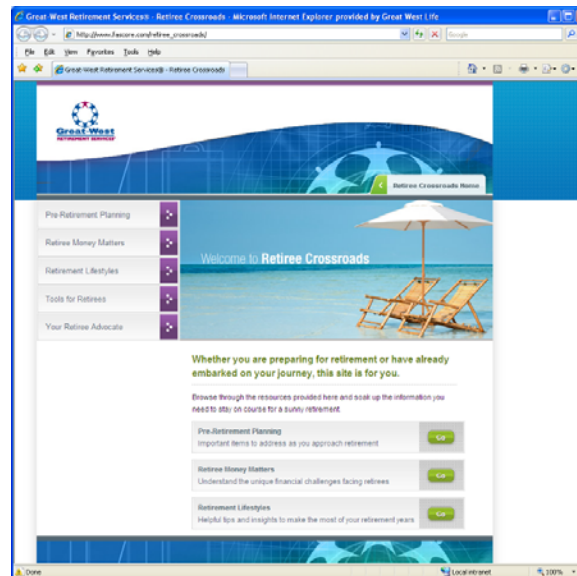 Great-West Retirement Services® - Retiree Crossroads - Microsoft Internet Explorer provided by Great West Life
http://www.fascore.com/retiree_crossroads/
Google
File Edit View Favorites Tools Help
Great-West Retirement Services® - Retiree Crossroads
Great-West
RETIREMENT SERVICES®
Retiree Crossroads Home
Pre-Retirement Planning
Retiree Money Matters
Retirement Lifestyles
Tools for Retirees
Your Retiree Advocate
Welcome to Retiree Crossroads
Whether you are preparing for retirement or have already
embarked on your journey, this site is for you.
Browse through the resources provided here and soak up the information you
need to stay on course for a sunny retirement.
Pre-Retirement Planning
Important items to address as you approach retirement
Go
Retiree Money Matters
Understand the unique financial challenges facing retirees
Go
Retirement Lifestyles
Helpful tips and insights to make the most of your retirement years
Go
Done
Local intranet
100%